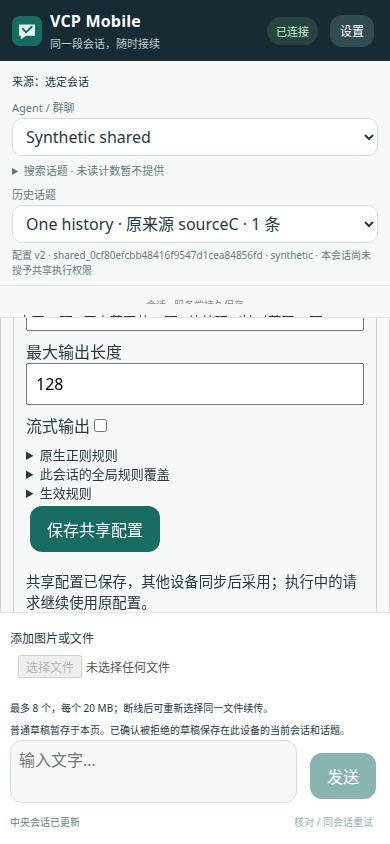 VCP Mobile
同一段会话，随时接续
已连接
设置
来源：选定会话
Agent / 群聊
Synthetic shared
搜索话题 · 未读计数暂不提供
历史话题
One history · 原来源 sourceC · 1 条
配置 v2 · shared_0cf80efcbb48416f9547d1cea84856fd · synthetic · 本会话尚未
授予共享执行权限
最大输出长度
128
流式输出
原生正则规则
此会话的全局规则覆盖
生效规则
保存共享配置
共享配置已保存，其他设备同步后采用；执行中的请
求继续使用原配置。
添加图片或文件
选择文件 未选择任何文件
最多 8 个，每个 20 MB；断线后可重新选择同一文件续传。
普通草稿暂存于本页。已确认被拒绝的草稿保存在此设备的当前会话和话题。
输入文字...
发送
中央会话已更新
核对 / 同会话重试